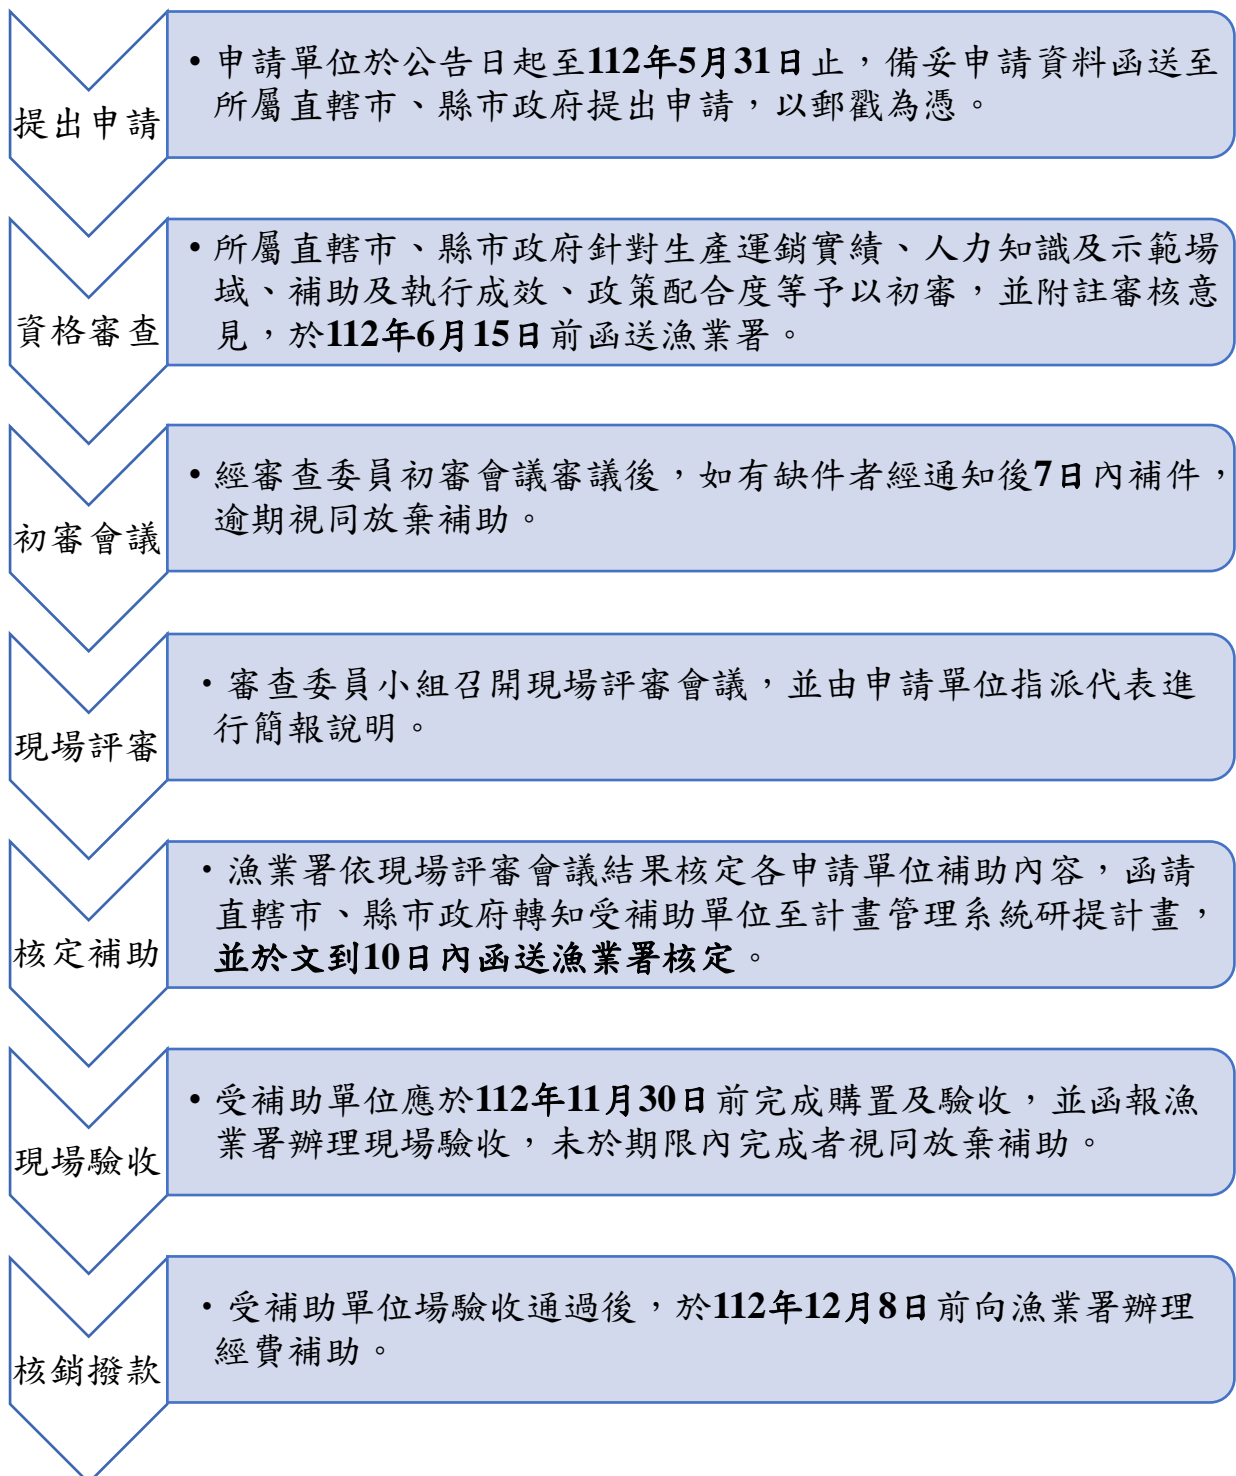 提出申請
•申請單位於公告日起至112年5月31日止，備妥申請資料函送至
所屬直轄市、縣市政府提出申請，以郵戳為憑。
資格審查
•所屬直轄市、縣市政府針對生產運銷實績、人力知識及示範場
域、補助及執行成效、政策配合度等予以初審，並附註審核意
見，於112年6月15日前函送漁業署。
初審會議
•經審查委員初審會議審議後，如有缺件者經通知後7日內補件，
逾期視同放棄補助。
現場評審
•審查委員小組召開現場評審會議，並由申請單位指派代表進
行簡報說明。
核定補助
•漁業署依現場評審會議結果核定各申請單位補助內容，函請
直轄市、縣市政府轉知受補助單位至計畫管理系統研提計畫，
並於文到10日內函送漁業署核定。
現場驗收
•受補助單位應於112年11月30日前完成購置及驗收，並函報漁
業署辦理現場驗收，未於期限內完成者視同放棄補助。
核銷撥款
•受補助單位場驗收通過後，於112年12月8日前向漁業署辦理
經費補助。